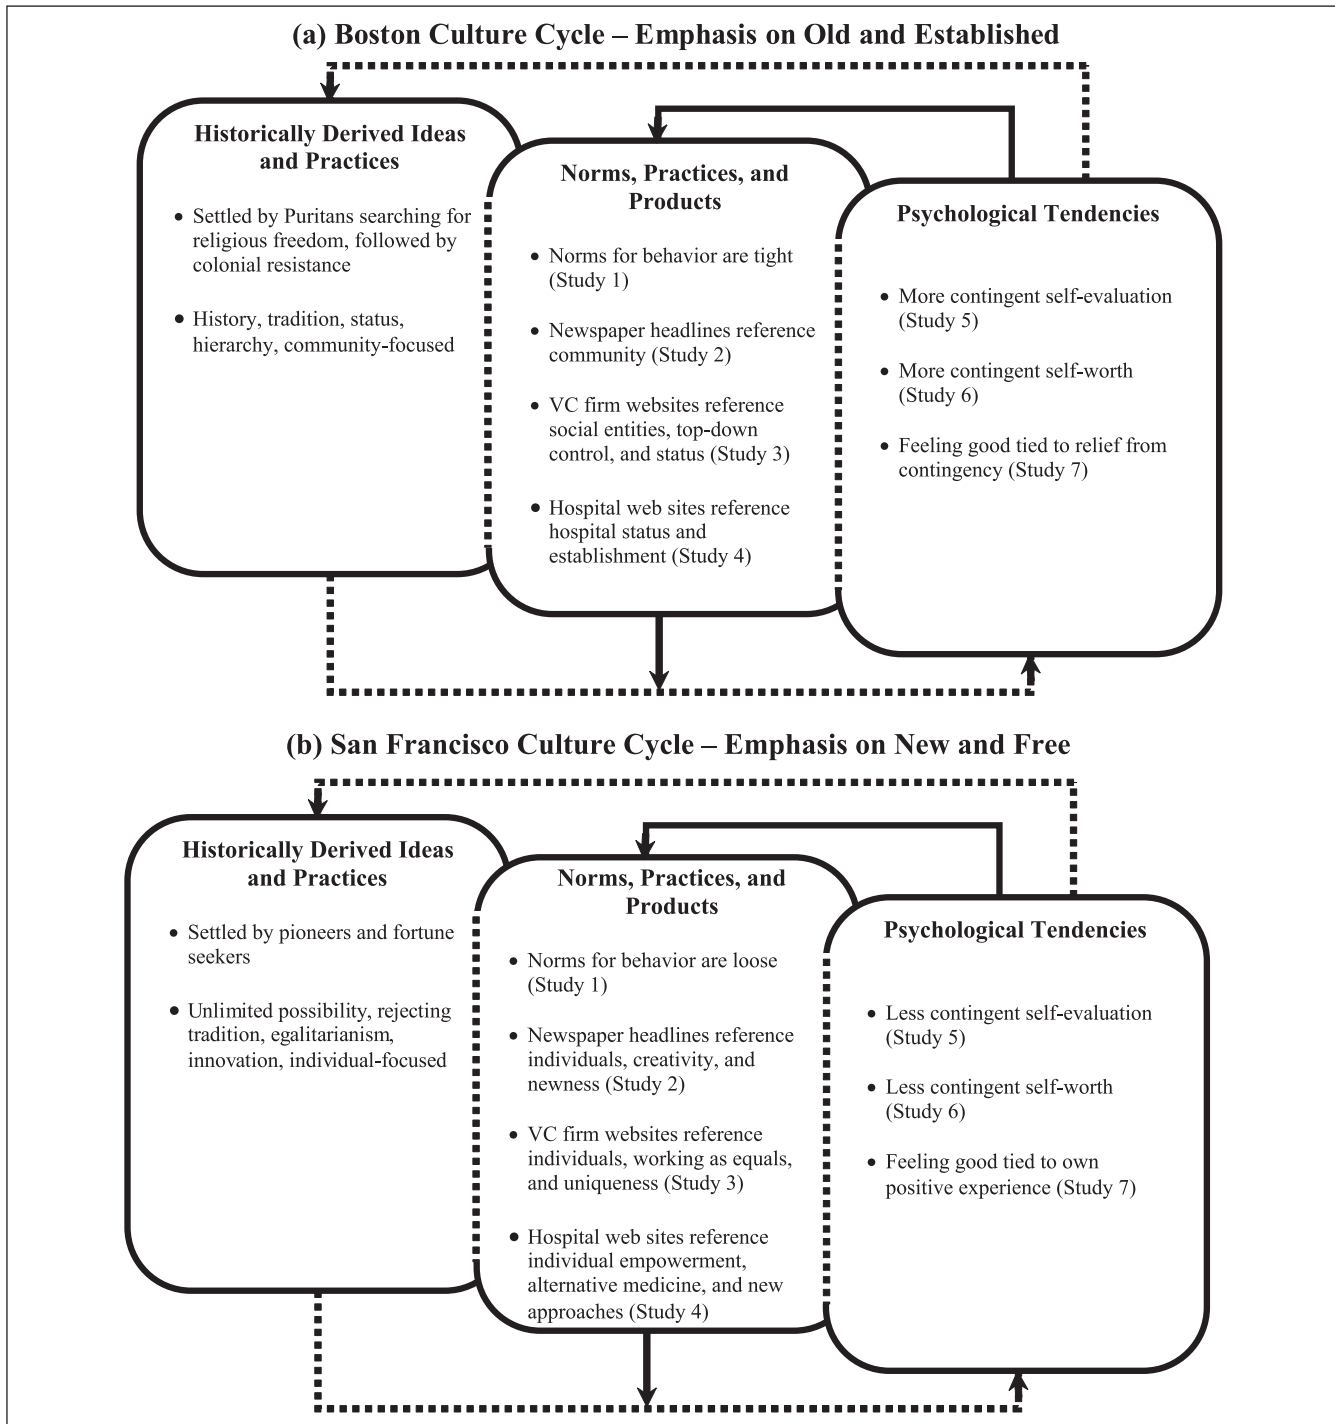 (a) Boston Culture Cycle – Emphasis on Old and Established
Historically Derived Ideas
and Practices
• Settled by Puritans searching for
religious freedom, followed by
colonial resistance
• History, tradition, status,
hierarchy, community-focused
Norms, Practices, and
Products
• Norms for behavior are tight
(Study 1)
• Newspaper headlines reference
community (Study 2)
• VC firm websites reference
social entities, top-down
control, and status (Study 3)
• Hospital web sites reference
hospital status and
establishment (Study 4)
Psychological Tendencies
• More contingent self-evaluation
(Study 5)
• More contingent self-worth
(Study 6)
• Feeling good tied to relief from
contingency (Study 7)
(b) San Francisco Culture Cycle – Emphasis on New and Free
Historically Derived Ideas
and Practices
• Settled by pioneers and fortune
seekers
• Unlimited possibility, rejecting
tradition, egalitarianism,
innovation, individual-focused
Norms, Practices, and
Products
• Norms for behavior are loose
(Study 1)
• Newspaper headlines reference
individuals, creativity, and
newness (Study 2)
• VC firm websites reference
individuals, working as equals,
and uniqueness (Study 3)
• Hospital web sites reference
individual empowerment,
alternative medicine, and new
approaches (Study 4)
Psychological Tendencies
• Less contingent self-evaluation
(Study 5)
• Less contingent self-worth
(Study 6)
• Feeling good tied to own
positive experience (Study 7)